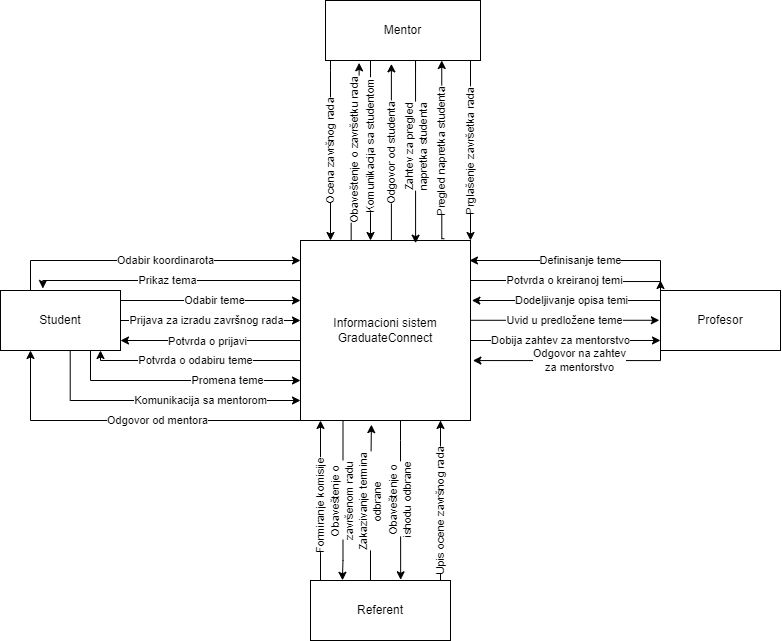 Mentor
Ocena završnog rada
Obaveštenje o završetku rada
Komunikacija sa studentom
Odgovor od studenta
Zahtev za pregled
napretka studenta
Pregled napretka studenta
Prglašenje završetka rada
Odabir koordinarota
Prikaz tema
Odabir teme
Prijava za izradu završnog rada
Potvrda o prijavi
Potvrda o odabiru teme
Promena teme
Komunikacija sa mentorom
Odgovor od mentora
Student
Informacioni sistem
GraduateConnect
Definisanje teme
Potvrda o kreiranoj temi
Dodeljivanje opisa temi
Uvid u predložene teme
Dobija zahtev za mentorstvo
Odgovor na zahtev
za mentorstvo
Profesor
Formiranje komisije
Obaveštenje o
završenom radu
Zakazivanje termina
odbrane
Obaveštenje o
ishodu odbrane
Upis ocene završnog rada
Referent